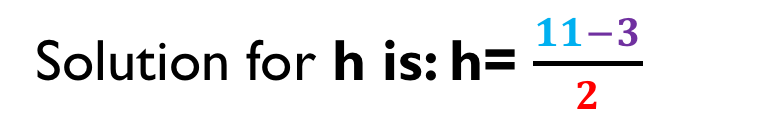 Solution for h is: h= 11−3
2